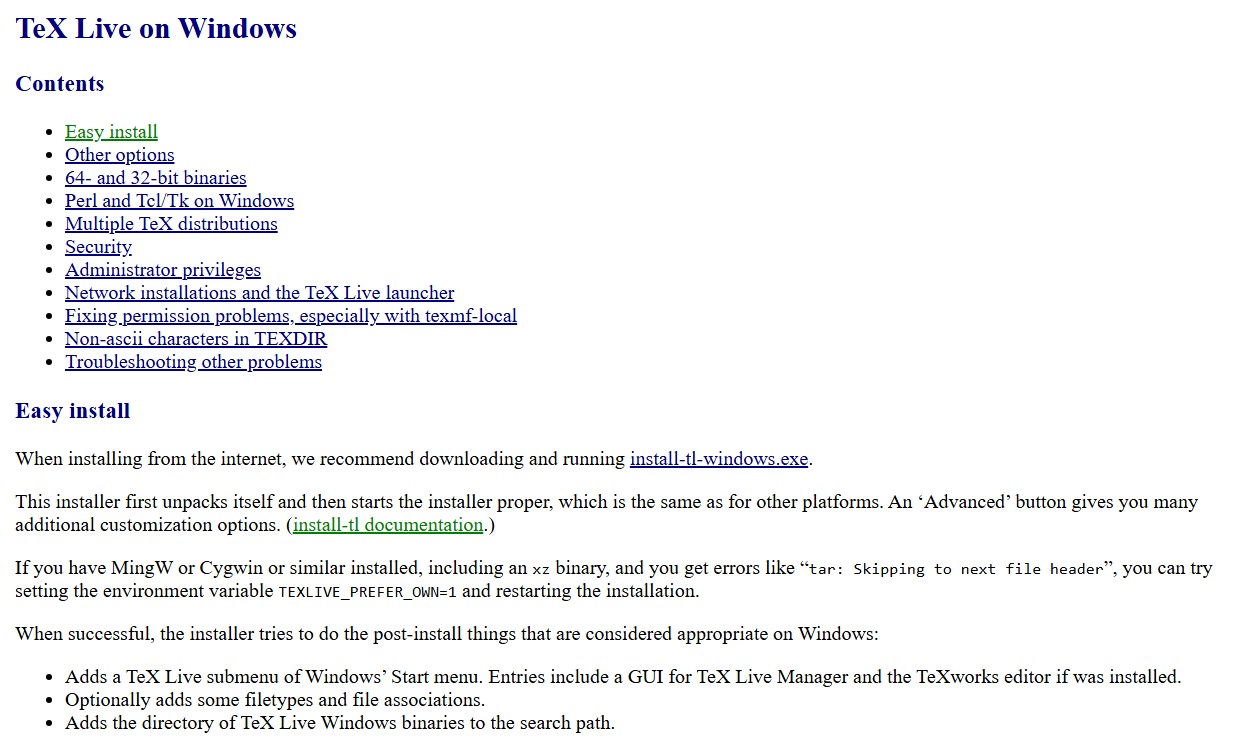 TeX Live on Windows
Contents
• Easy install
• Other options
• 64- and 32-bit binaries
• Perl and Tcl/Tk on Windows
• Multiple TeX distributions
• Security
• Administrator privileges
• Network installations and the TeX Live launcher
• Fixing permission problems, especially with texmf-local
• Non-ascii characters in TEXDIR
• Troubleshooting other problems
Easy install
When installing from the internet, we recommend downloading and running install-tl-windows.exe.
This installer first unpacks itself and then starts the installer proper, which is the same as for other platforms. An ‘Advanced’ button gives you many
additional customization options. (install-tl documentation.)
If you have MingW or Cygwin or similar installed, including an xz binary, and you get errors like “tar: Skipping to next file header”, you can try
setting the environment variable TEXLIVE_PREFER_OWN=1 and restarting the installation.
When successful, the installer tries to do the post-install things that are considered appropriate on Windows:
• Adds a TeX Live submenu of Windows’ Start menu. Entries include a GUI for TeX Live Manager and the TeXworks editor if was installed.
• Optionally adds some filetypes and file associations.
• Adds the directory of TeX Live Windows binaries to the search path.